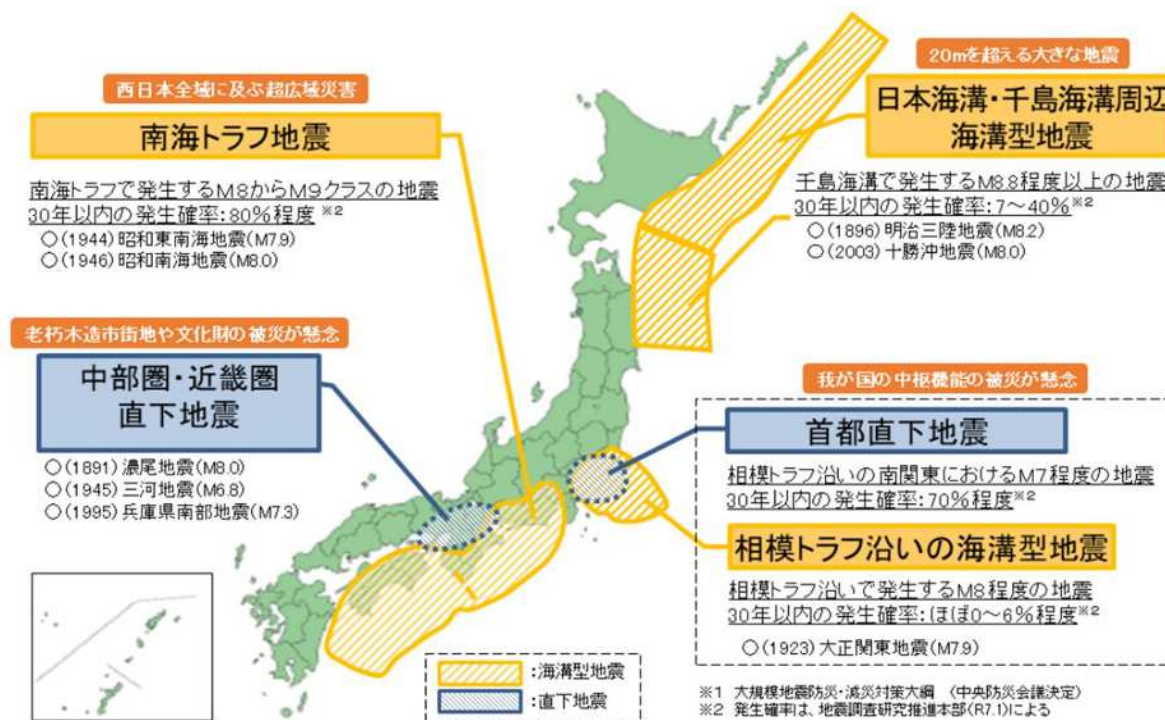 西日本全域に及ぶ超広域災害
南海トラフ地震
南海トラフで発生するM8からM9クラスの地震
30年以内の発生確率:80%程度 ※2
○(1944) 昭和東南海地震(M7.9)
○(1946) 昭和南海地震(M8.0)
20mを超える大きな地震
日本海溝・千島海溝周辺
海溝型地震
千島海溝で発生するM8.8程度以上の地震
30年以内の発生確率:7~40%※2
○(1896) 明治三陸地震(M8.2)
○(2003) 十勝沖地震(M8.0)
老朽木造市街地や文化財の被災が懸念
中部圏・近畿圏
直下地震
○(1891) 濃尾地震(M8.0)
○(1945) 三河地震(M6.8)
○(1995) 兵庫県南部地震(M7.3)
我が国の中枢機能の被災が懸念
首都直下地震
相模トラフ沿いの南関東におけるM7程度の地震
30年以内の発生確率:70%程度※2
相模トラフ沿いの海溝型地震
相模トラフ沿いで発生するM8程度の地震
30年以内の発生確率:ほぼ0~6%程度※2
○(1923) 大正関東地震(M7.9)
:海溝型地震
:直下地震
※1 大規模地震防災・減災対策大綱 (中央防災会議決定)
※2 発生確率は、地震調査研究推進本部(R7.1)による